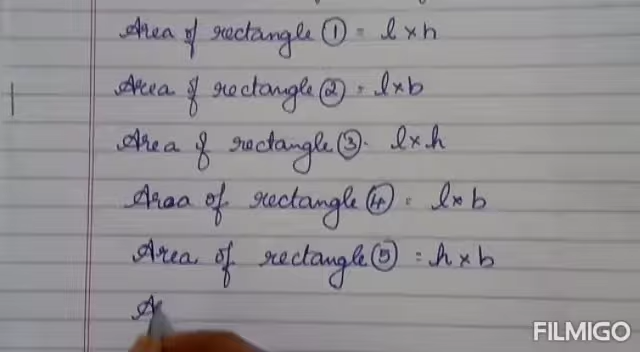 Area of rectangle ① = l × h
Area of rectangle ② = l × b
Area of rectangle ③ = l × h
Araa of rectangle ④ = l × b
Area of rectangle ⑤ = h × b
A
FILMIGO